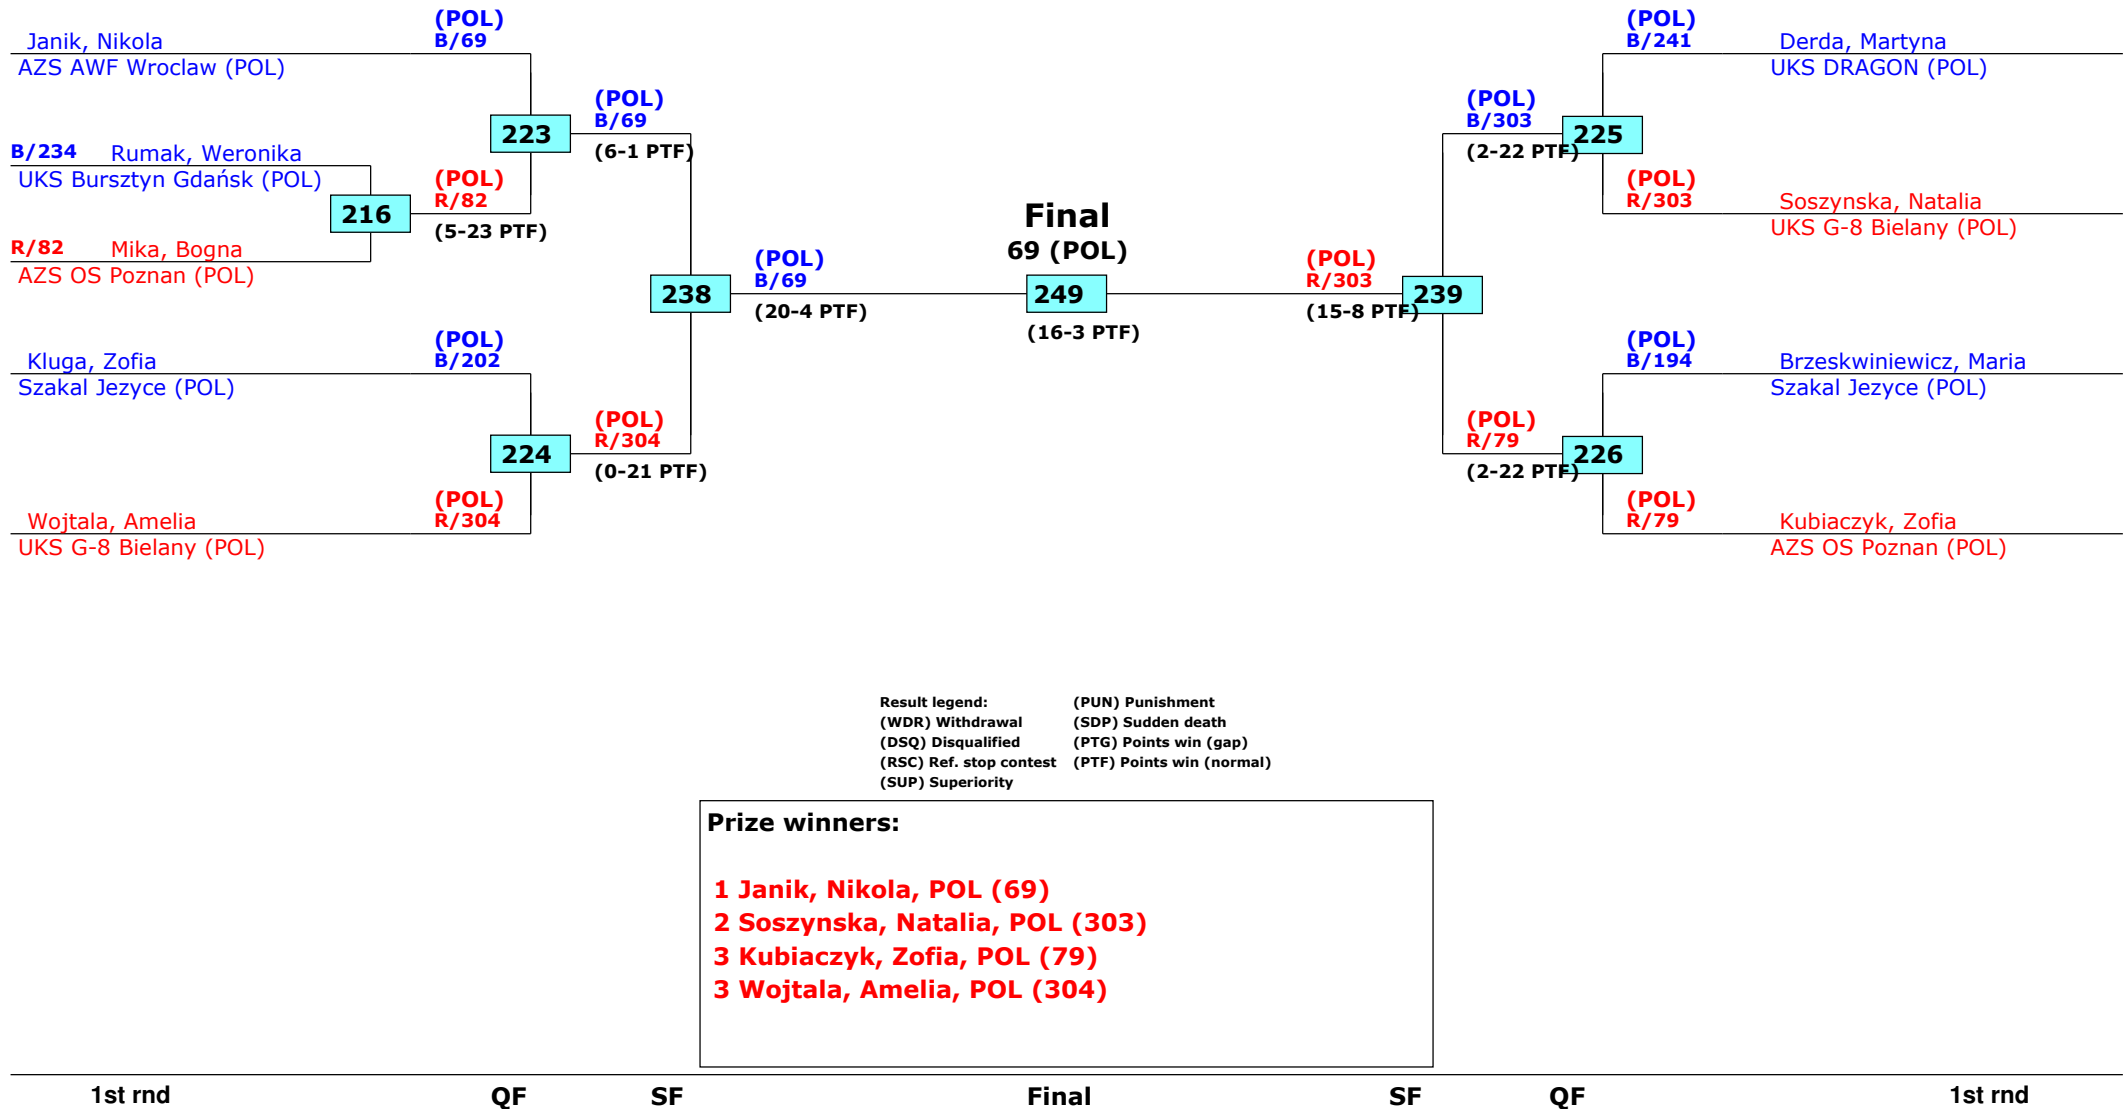 (POL)
B/69
Janik, Nikola
AZS AWF Wroclaw (POL)
223
B/234 Rumak, Weronika
UKS Bursztyn Gdańsk (POL)
216
(POL)
R/82
(5-23 PTF)
R/82 Mika, Bogna
AZS OS Poznan (POL)
(POL)
B/69
(6-1 PTF)
238
(POL)
B/69
(20-4 PTF)
(POL)
B/202
Kluga, Zofia
Szakal Jezyce (POL)
224
(POL)
R/304
(0-21 PTF)
(POL)
R/304
Wojtala, Amelia
UKS G-8 Bielany (POL)
Final
69 (POL)
249
(16-3 PTF)
(POL)
R/303
(15-8 PTF)
239
(POL)
B/303
(2-22 PTF)
225
(POL)
B/241
Derda, Martyna
UKS DRAGON (POL)
(POL)
R/303
Soszynska, Natalia
UKS G-8 Bielany (POL)
(POL)
B/194
Brzeskwiniewicz, Maria
Szakal Jezyce (POL)
(POL)
R/79
(2-22 PTF)
226
(POL)
R/79
Kubiaczyk, Zofia
AZS OS Poznan (POL)
Result legend:
(WDR) Withdrawal
(DSQ) Disqualified
(RSC) Ref. stop contest
(SUP) Superiority
(PUN) Punishment
(SDP) Sudden death
(PTG) Points win (gap)
(PTF) Points win (normal)
Prize winners:
1 Janik, Nikola, POL (69)
2 Soszynska, Natalia, POL (303)
3 Kubiaczyk, Zofia, POL (79)
3 Wojtala, Amelia, POL (304)
1st rnd QF SF Final SF QF 1st rnd